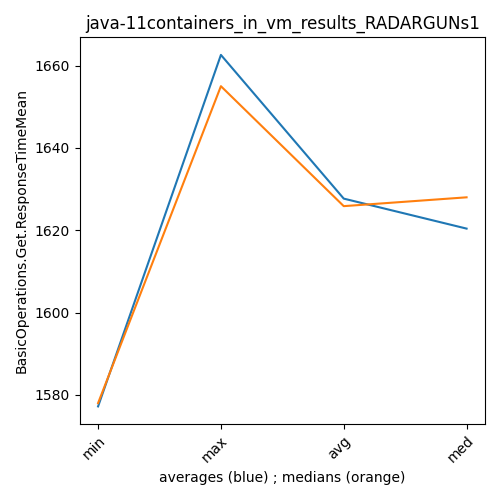 java-11containers_in_vm_results_RADARGUNs1
BasicOperations.Get.ResponseTimeMean
1660
1640
1620
1600
1580
min
max
avg
med
averages (blue) ; medians (orange)